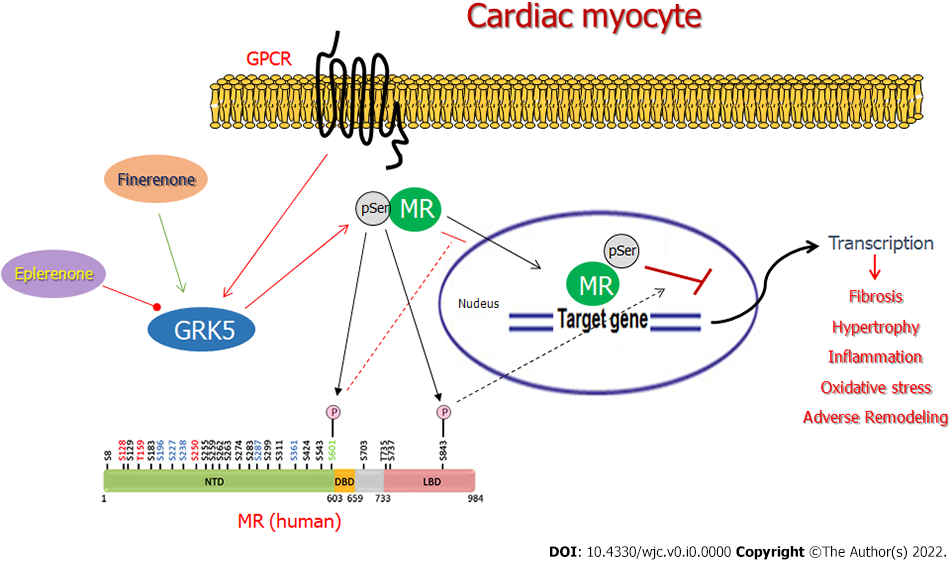 Cardiac myocyte
GPCR
Finerenone
pSer
MR
Eplerenone
GRK5
pSer
MR
Nudeus
Target gene
Transcription
Fibrosis
Hypertrophy
Inflammation
Oxidative stress
Adverse Remodeling
P
P
S8
S128
S129
T159
S183
S196
S227
S238
S250
S255
S259
S262
S263
S274
S283
S287
S299
S311
S361
S424
S543
S601
S703
T735
S737
S843
NTD
DBD
LBD
1
603
659
733
984
MR (human)
DOI: 10.4330/wjc.v0.i0.0000 Copyright ©The Author(s) 2022.